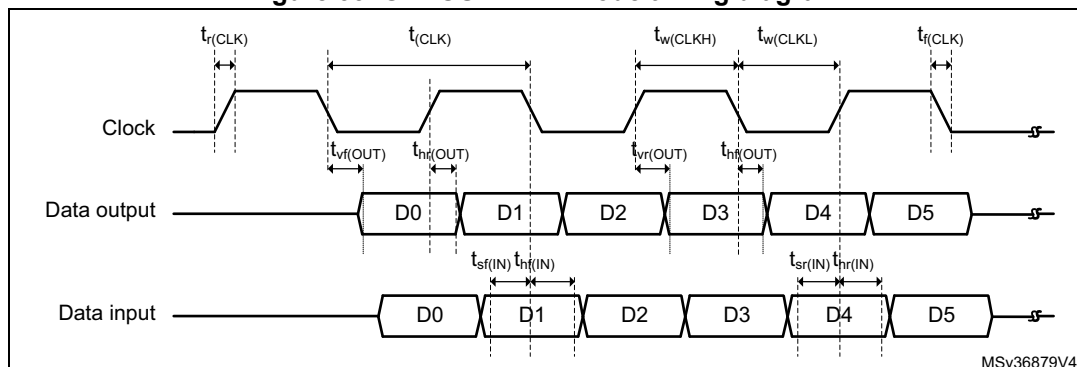 tr(CLK) t(CLK) tw(CLKH) tw(CLKL) tf(CLK)
Clock
tvf(OUT) thr(OUT) tvr(OUT) thf(OUT)
Data output D0 D1 D2 D3 D4 D5
tsf(IN) thf(IN) tsr(IN) thr(IN)
Data input D0 D1 D2 D3 D4 D5
MSv36879V4